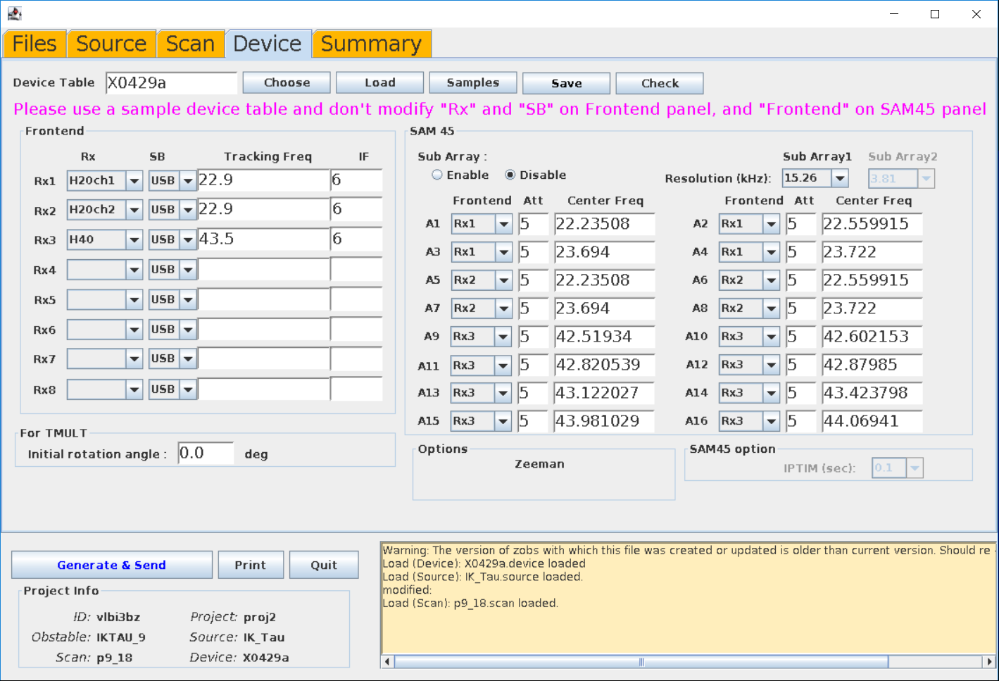 Files Source Scan Device Summary
Device Table X0429a Choose Load Samples Save Check
Please use a sample device table and don't modify "Rx" and "SB" on Frontend panel, and "Frontend" on SAM45 panel
Frontend
Rx SB Tracking Freq IF
Rx1 H20ch1 USB 22.9 6
Rx2 H20ch2 USB 22.9 6
Rx3 H40 USB 43.5 6
Rx4 USB
Rx5 USB
Rx6 USB
Rx7 USB
Rx8 USB
For TMULT
Initial rotation angle : 0.0 deg
SAM 45
Sub Array :
Enable Disable
Sub Array1 Sub Array2
Resolution (kHz): 15.26 3.81
Frontend Att Center Freq Frontend Att Center Freq
A1 Rx1 5 22.23508 A2 Rx1 5 22.559915
A3 Rx1 5 23.694 A4 Rx1 5 23.722
A5 Rx2 5 22.23508 A6 Rx2 5 22.559915
A7 Rx2 5 23.694 A8 Rx2 5 23.722
A9 Rx3 5 42.51934 A10 Rx3 5 42.602153
A11 Rx3 5 42.820539 A12 Rx3 5 42.87985
A13 Rx3 5 43.122027 A14 Rx3 5 43.423798
A15 Rx3 5 43.981029 A16 Rx3 5 44.06941
Options
Zeeman
SAM45 option
IPTIM (sec): 0.1
Generate & Send Print Quit
Project Info
ID: vlbi3bz Project: proj2
Obstable: IKTAU_9 Source: IK_Tau
Scan: p9_18 Device: X0429a
Warning: The version of zobs with which this file was created or updated is older than current version. Should re -
Load (Device): X0429a.device loaded
Load (Source): IK_Tau.source loaded.
modified:
Load (Scan): p9_18.scan loaded.